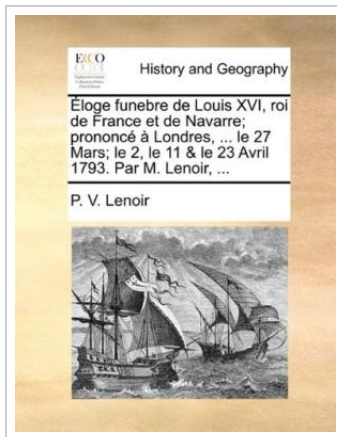 ECCO
History and Geography
Éloge funebre de Louis XVI, roi
de France et de Navarre;
prononcé à Londres, ... le 27
Mars; le 2, le 11 & le 23 Avril
1793. Par M. Lenoir, ...
P. V. Lenoir